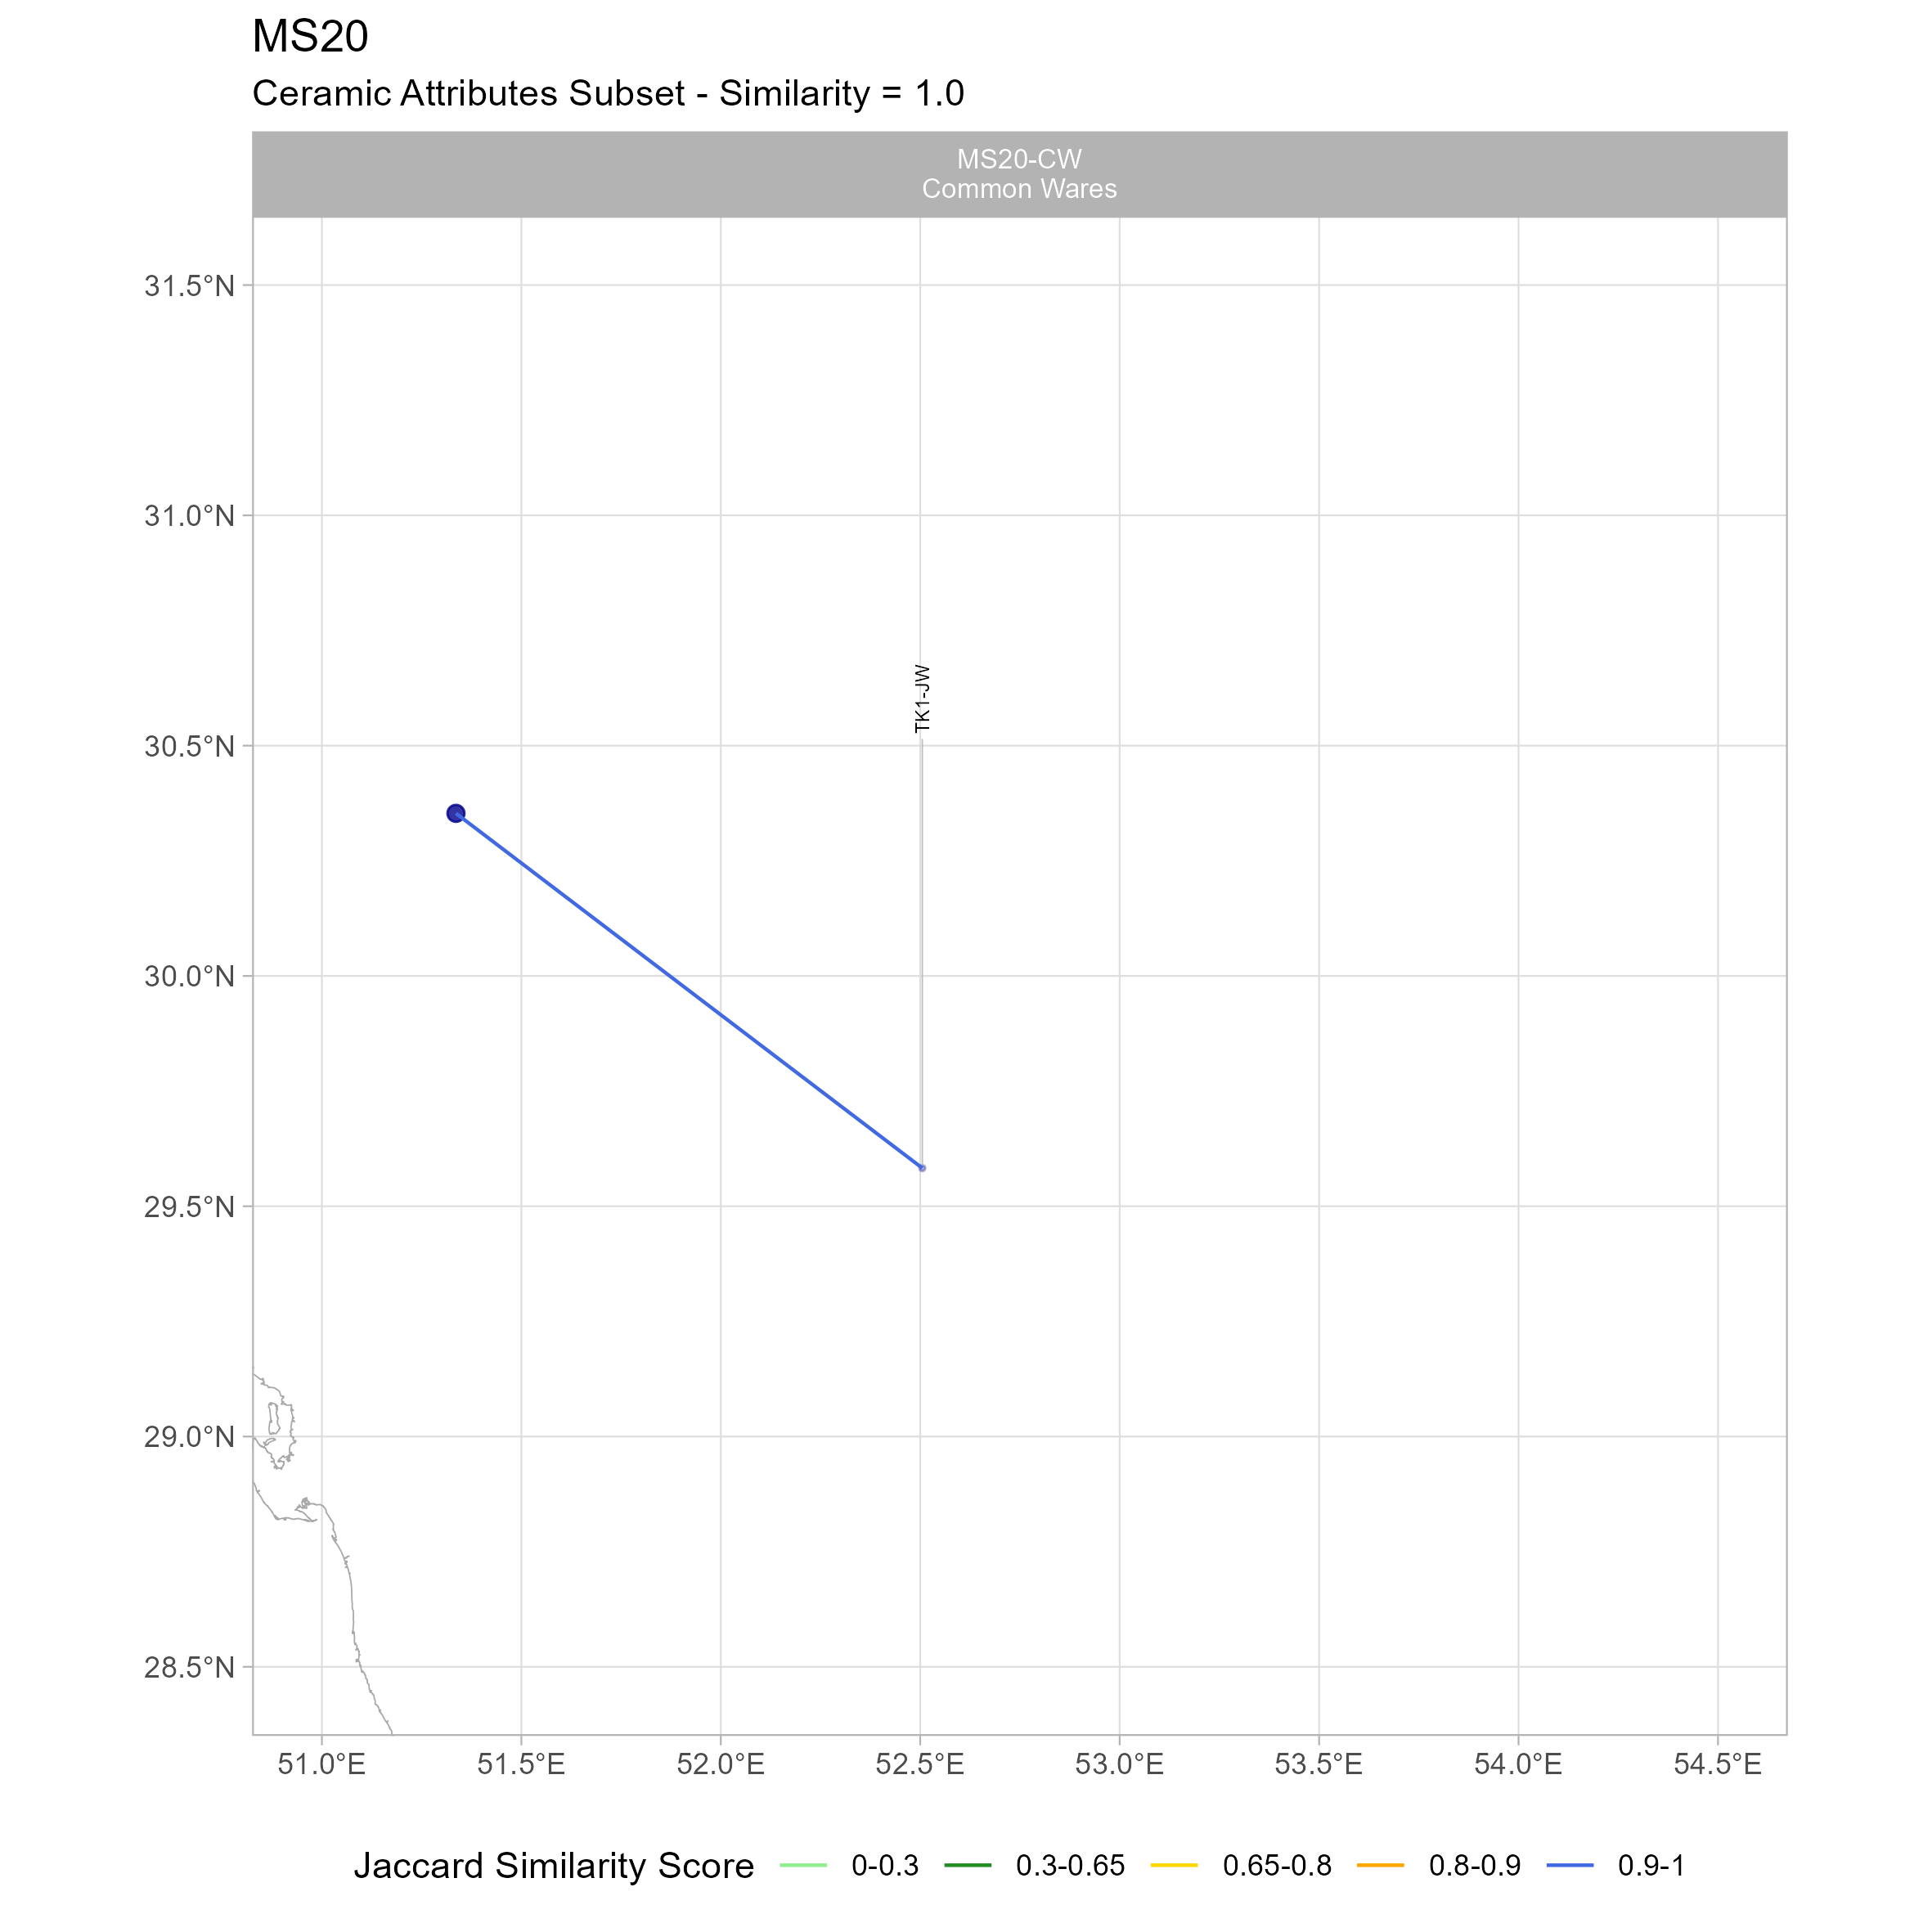 MS20
Ceramic Attributes Subset - Similarity = 1.0
MS20-CW
Common Wares
31.5°N
31.0°N
30.5°N
30.0°N
29.5°N
29.0°N
28.5°N
TK1-JW
51.0°E 51.5°E 52.0°E 52.5°E 53.0°E 53.5°E 54.0°E 54.5°E
Jaccard Similarity Score 0-0.3 0.3-0.65 0.65-0.8 0.8-0.9 0.9-1